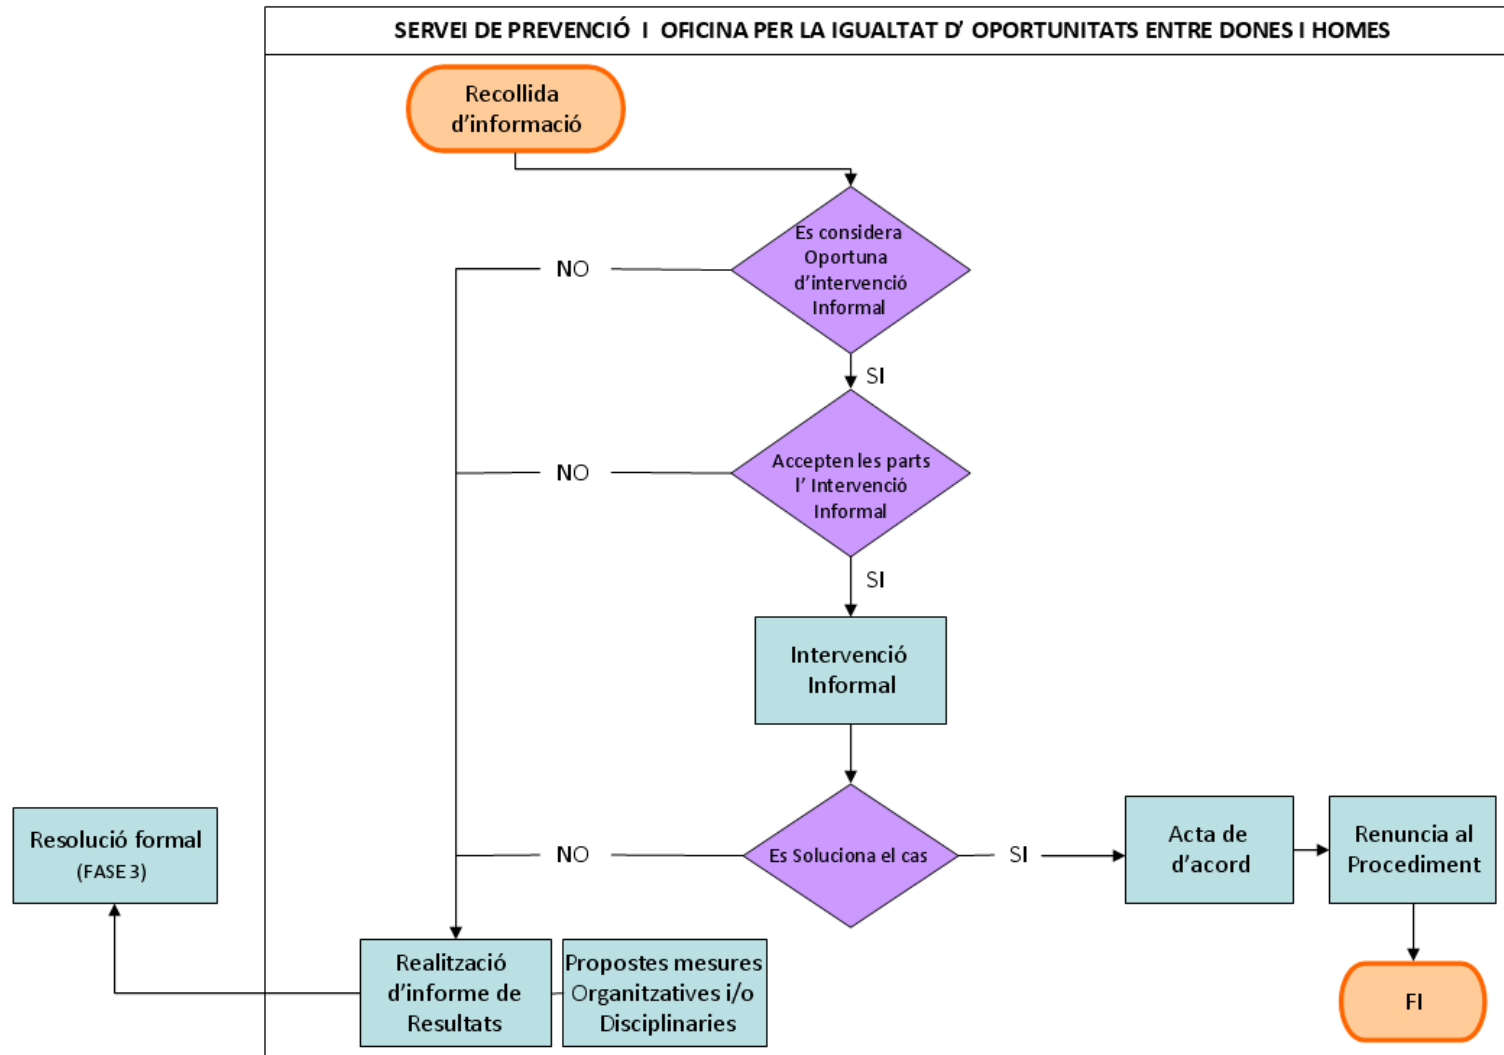 SERVEI DE PREVENCIÓ I OFICINA PER LA IGUALTAT D' OPORTUNITATS ENTRE DONES I HOMES
Recollida
d'informació
Es considera
Oportuna
d'intervenció
Informal
NO
SI
Accepten les parts
l' Intervenció
Informal
NO
SI
Intervenció
Informal
Es Soluciona el cas
NO
SI
Acta de
d'acord
Renuncia al
Procediment
FI
Resolució formal
(FASE 3)
Realització
d'informe de
Resultats
Propostes mesures
Organitzatives i/o
Disciplinaries